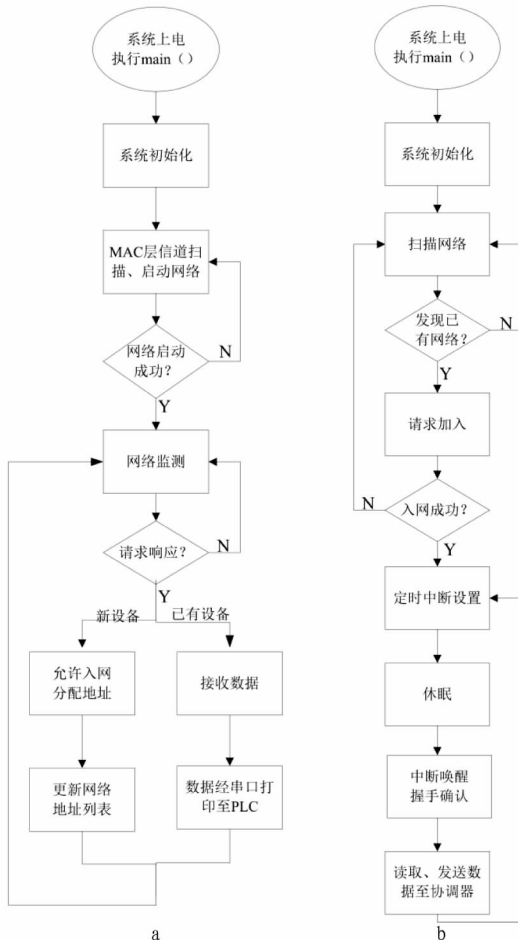 系统上电
执行main（）
系统初始化
MAC层信道扫
描、启动网络
网络启动
成功？
N
Y
网络监测
请求响应？
N
Y
新设备
已有设备
允许入网
分配地址
接收数据
更新网络
地址列表
数据经串口打
印至PLC
a
系统上电
执行main（）
系统初始化
扫描网络
发现已
有网络？
N
Y
请求加入
入网成功？
N
Y
定时中断设置
休眠
中断唤醒
握手确认
读取、发送数
据至协调器
b